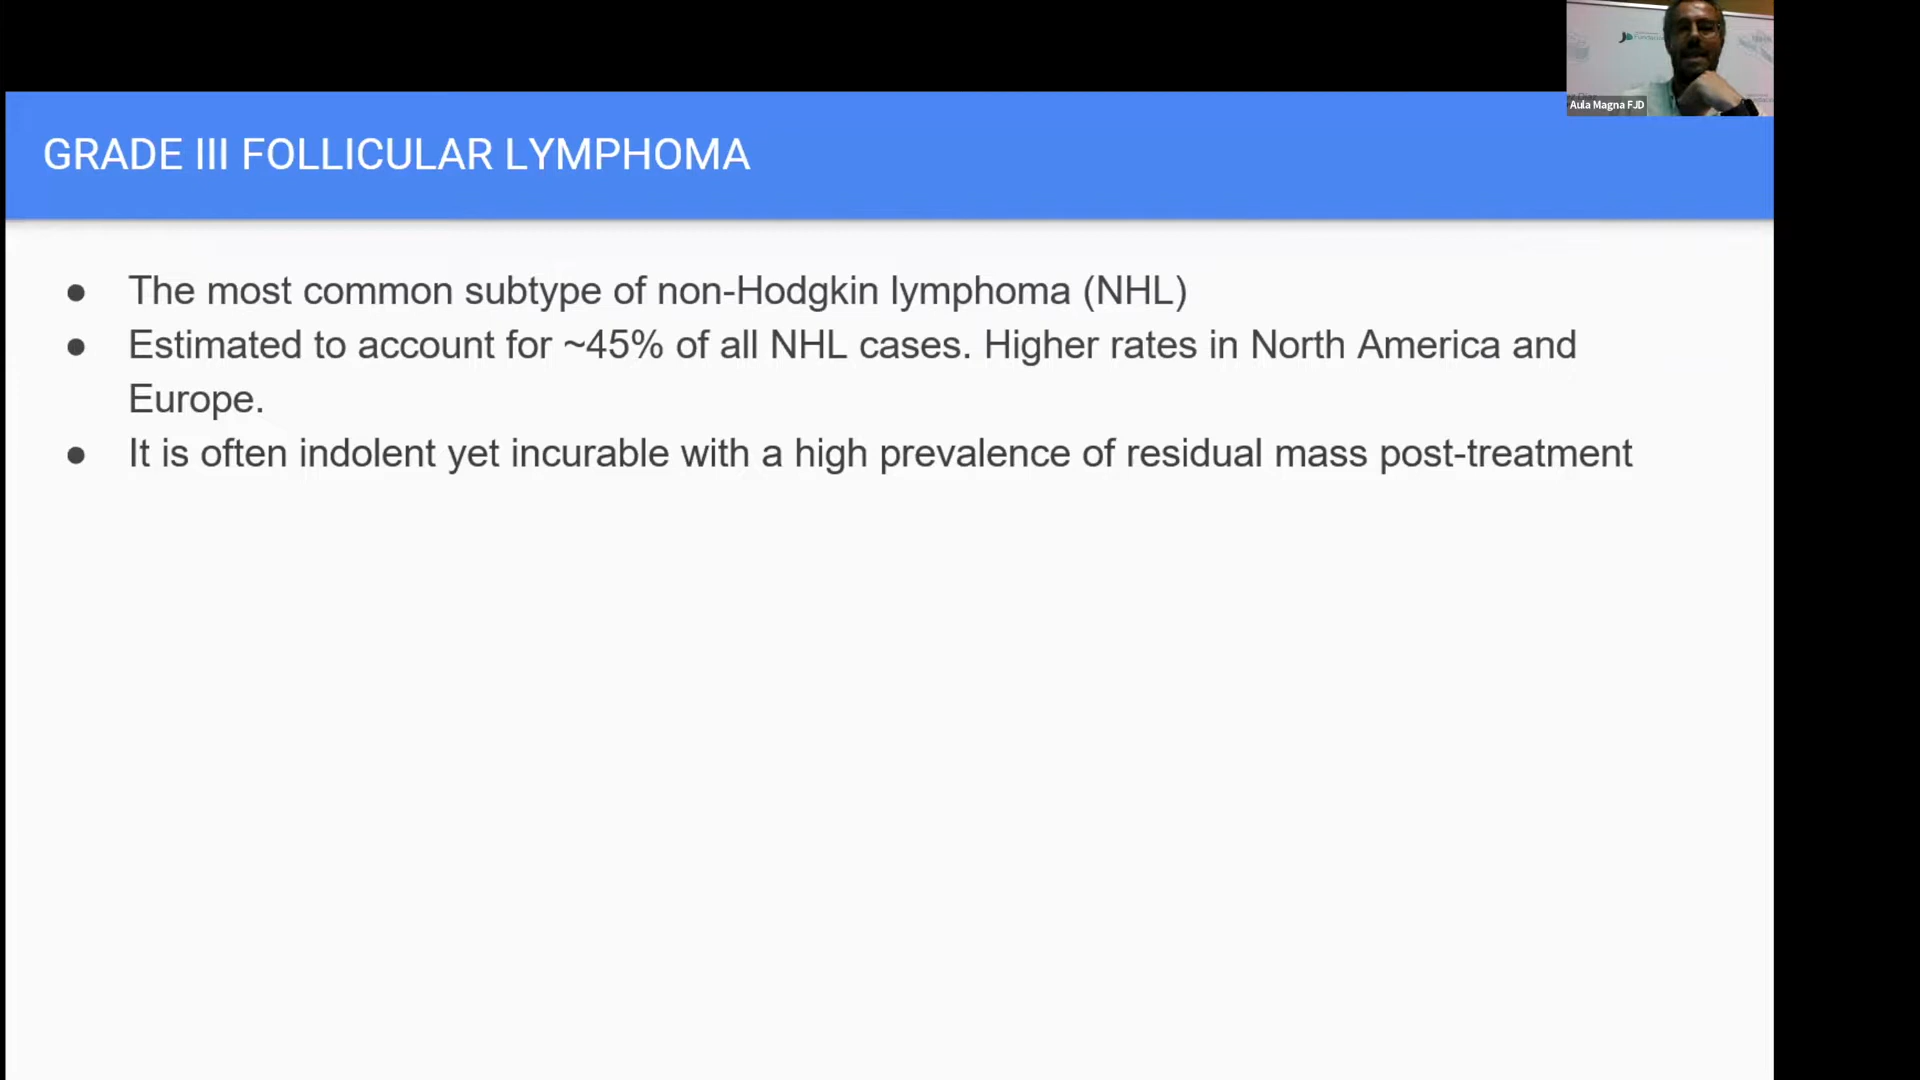 Aula Magna FJD
GRADE III FOLLICULAR LYMPHOMA
● The most common subtype of non-Hodgkin lymphoma (NHL)
● Estimated to account for ~45% of all NHL cases. Higher rates in North America and
Europe.
● It is often indolent yet incurable with a high prevalence of residual mass post-treatment